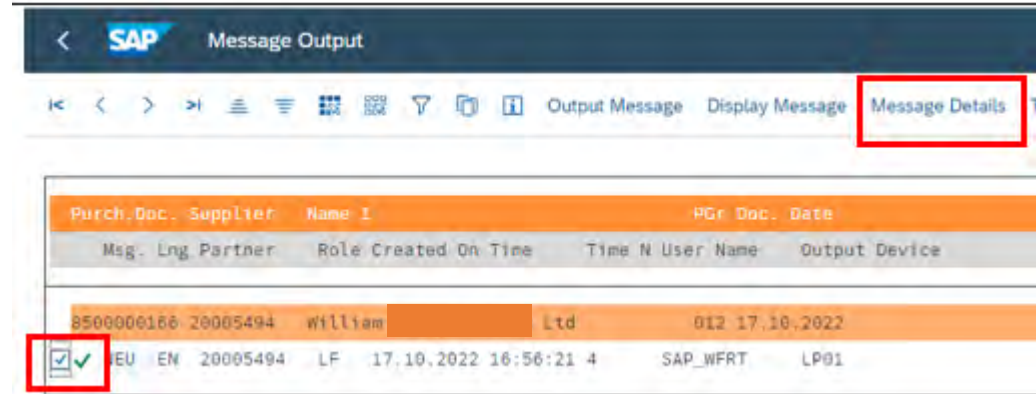 SAP Message Output
Output Message Display Message Message Details
Purch.Doc. Supplier Name 1 PGr Doc. Date
Msg. Lng Partner Role Created On Time Time N User Name Output Device
8500000166 20005494 William Ltd 012 17.10.2022
NEU EN 20005494 LF 17.10.2022 16:56:21 4 SAP_WFRT LP01